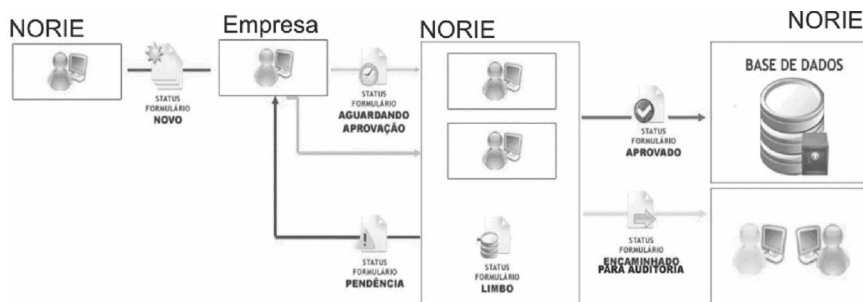 NORIE
Empresa
NORIE
NORIE
STATUS
FORMULÁRIO
NOVO
STATUS
FORMULÁRIO
AGUARDANDO
APROVAÇÃO
STATUS
FORMULÁRIO
PENDÊNCIA
STATUS
FORMULÁRIO
LIMBO
STATUS
FORMULÁRIO
APROVADO
STATUS
FORMULÁRIO
ENCAMINHADO
PARA AUDITORIA
BASE DE DADOS